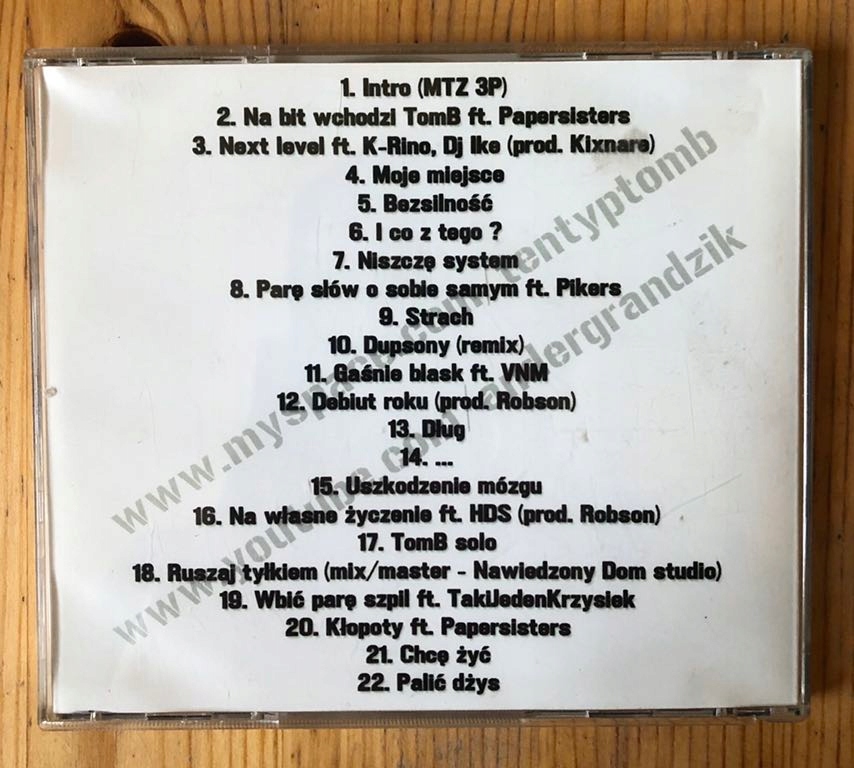 1. Intro (MTZ 3P)
2. Na bit wchodzi TomB ft. Papersisters
3. Next level ft. K-Rino, Dj Ike (prod. Kixnare)
4. Moje miejsce
5. Bezsilność
6. I co z tego ?
7. Niszczę system
8. Parę słów o sobie samym ft. Pikers
9. Strach
10. Dupsony (remix)
11. Gaśnie blask ft. VNM
12. Debiut roku (prod. Robson)
13. Dług
14. ...
15. Uszkodzenie mózgu
16. Na własne życzenie ft. HDS (prod. Robson)
17. TomB solo
18. Ruszaj tyłkiem (mix/master - Nawiedzony Dom studio)
19. Wbić parę szpil ft. TakiJedenKrzysiek
20. Kłopoty ft. Papersisters
21. Chcę żyć
22. Palić dżys
www.myspace.com/tentyptomb
www.youtube.com/andergrandzik